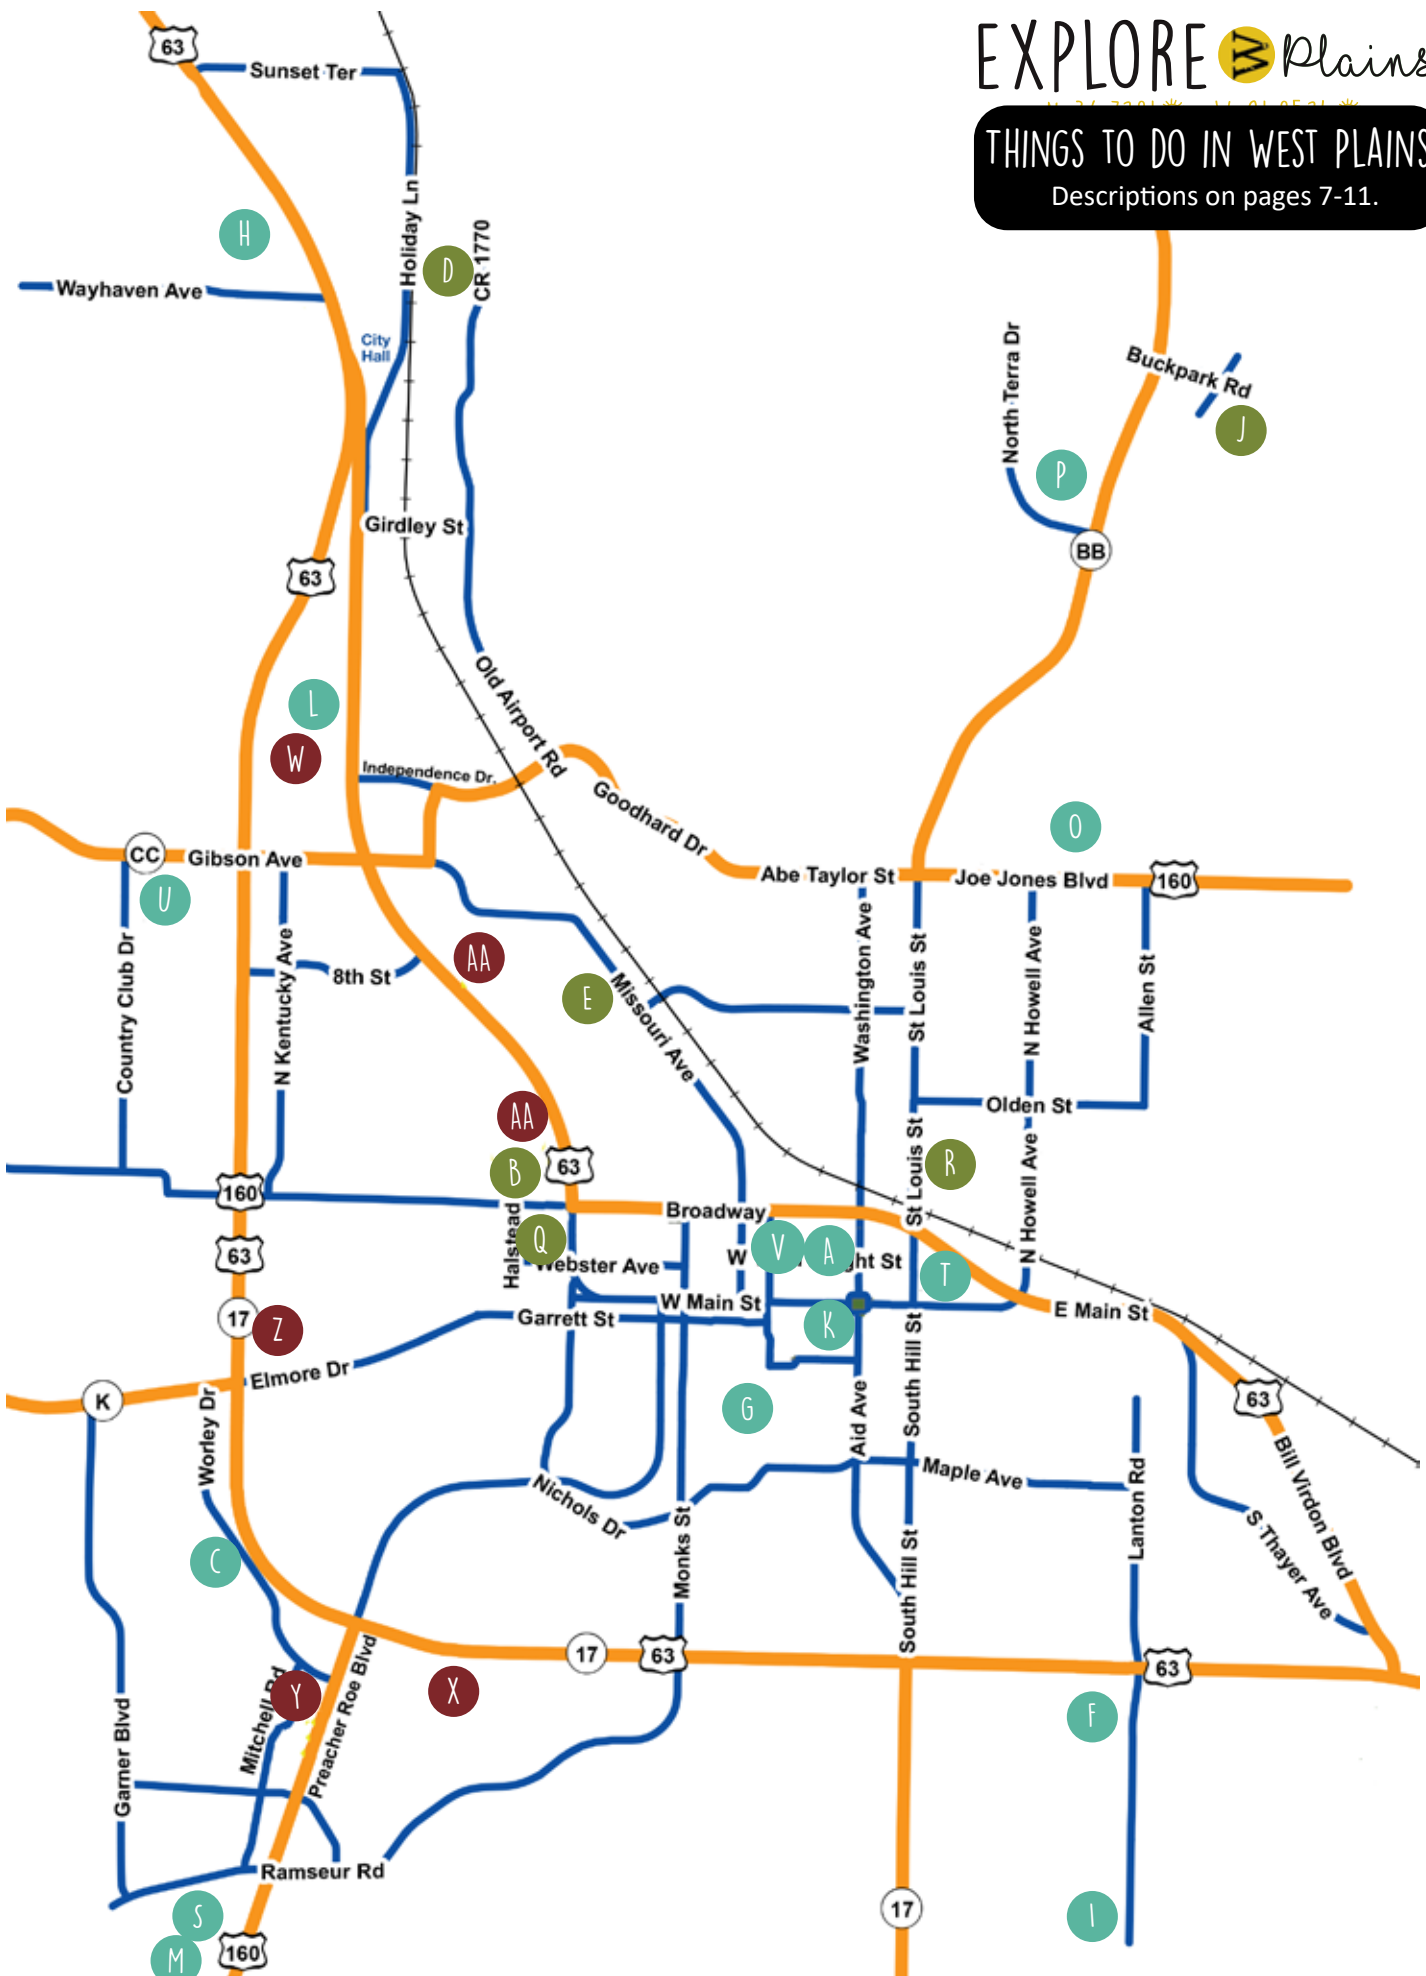 EXPLORE W Plains
THINGS TO DO IN WEST PLAINS
Descriptions on pages 7-11.
63
Sunset Ter
Holiday Ln
CR 1770
H
D
Wayhaven Ave
City
Hall
North Terra Dr
Buckpark Rd
J
P
BB
Girdley St
63
Old Airport Rd
L
W
Independence Dr.
Goodhard Dr
O
CC
Gibson Ave
Abe Taylor St
Joe Jones Blvd
160
U
Country Club Dr
N Kentucky Ave
8th St
AA
E
Missouri Ave
Washington Ave
St Louis St
N Howell Ave
Allen St
Olden St
AA
B
63
St Louis St
R
N Howell Ave
160
Broadway
63
Halstead
Q
Webster Ave
W
V
A
ght St
T
17
Z
W Main St
Garrett St
K
E Main St
Elmore Dr
K
Worley Dr
G
Aid Ave
South Hill St
63
Bill Virdon Blvd
Maple Ave
Lanton Rd
Nichols Dr
Monks St
South Hill St
S Thayer Ave
C
17
63
63
Mitchell Rd
Y
Preacher Roe Blvd
X
F
Garner Blvd
Ramseur Rd
S
M
160
17
I